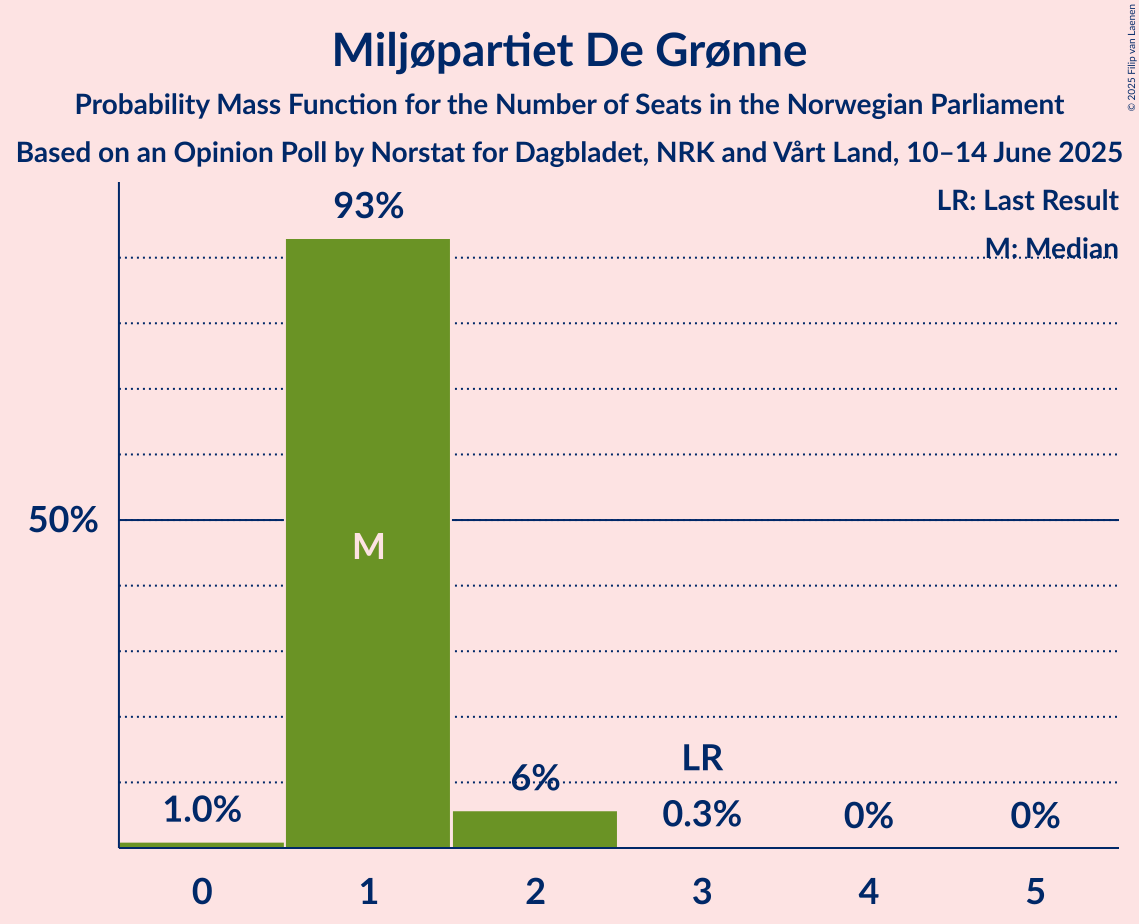 Miljøpartiet De Grønne
Probability Mass Function for the Number of Seats in the Norwegian Parliament
Based on an Opinion Poll by Norstat for Dagbladet, NRK and Vårt Land, 10–14 June 2025
© 2025 Filip van Laenen
LR: Last Result
M: Median
93%
50%
M
LR
1.0%
6%
0.3%
0%
0%
0 1 2 3 4 5